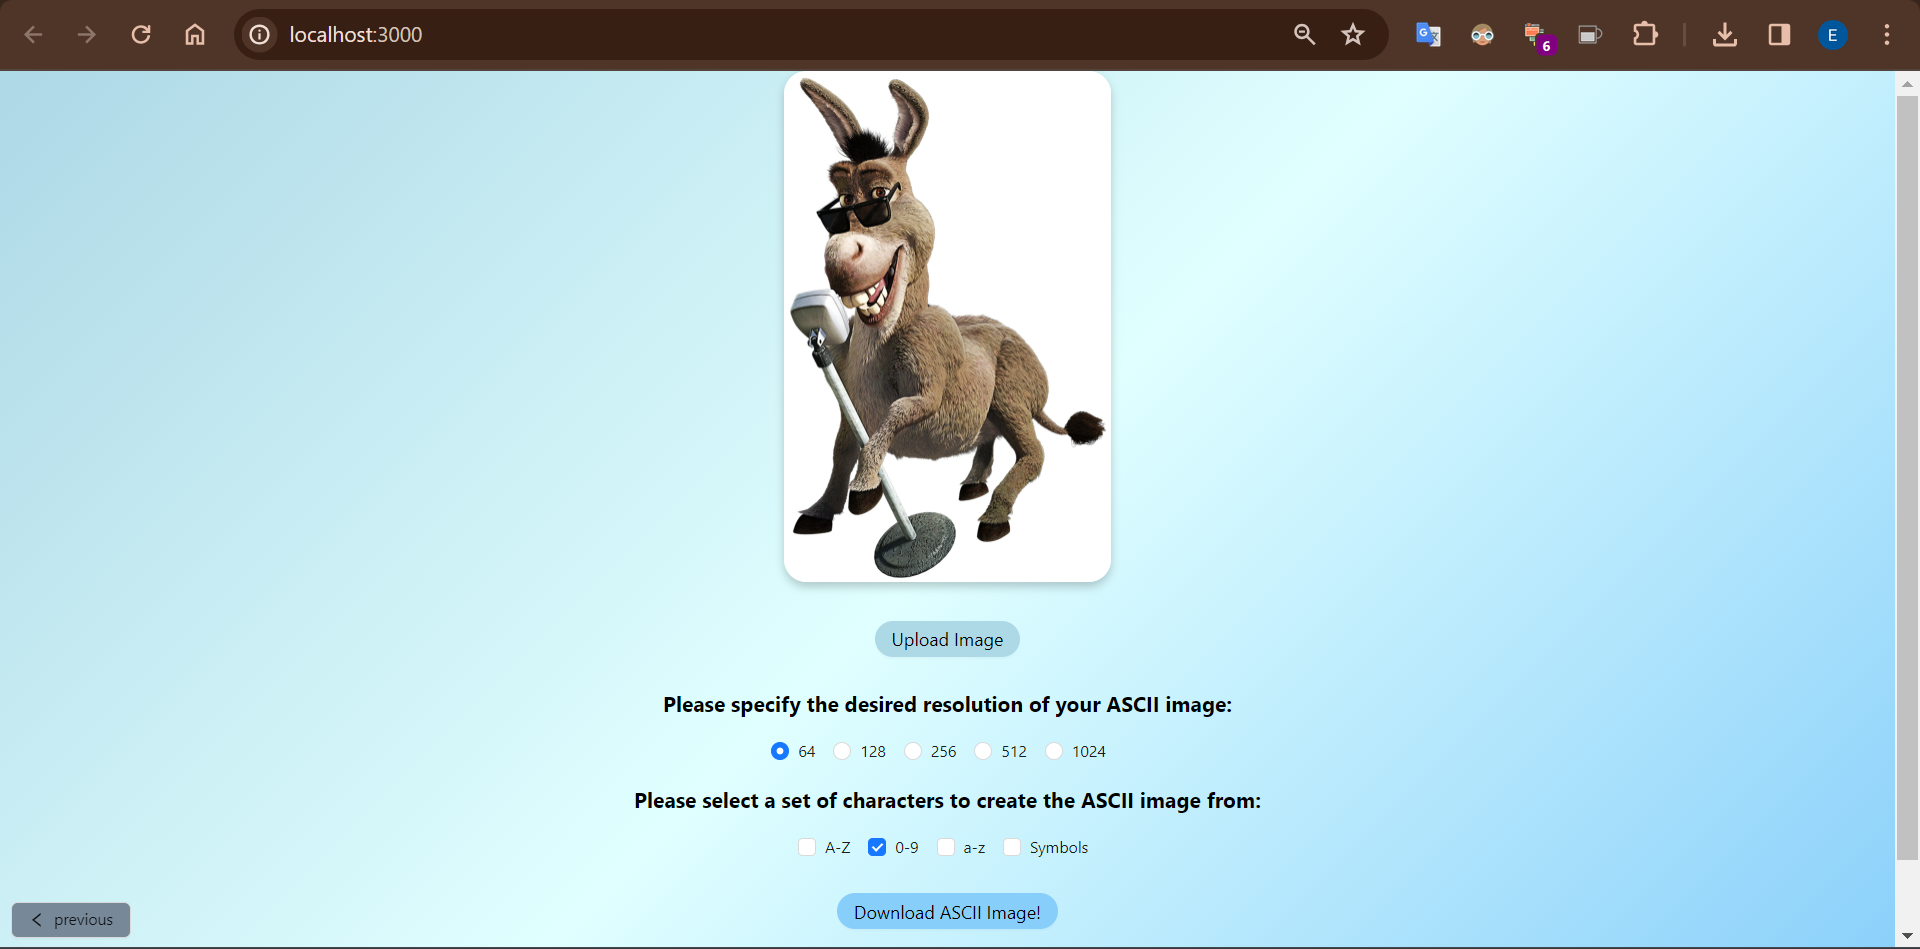 localhost:3000
6
E
Upload Image
Please specify the desired resolution of your ASCII image:
64 128 256 512 1024
Please select a set of characters to create the ASCII image from:
A-Z 0-9 a-z Symbols
Download ASCII Image!
previous